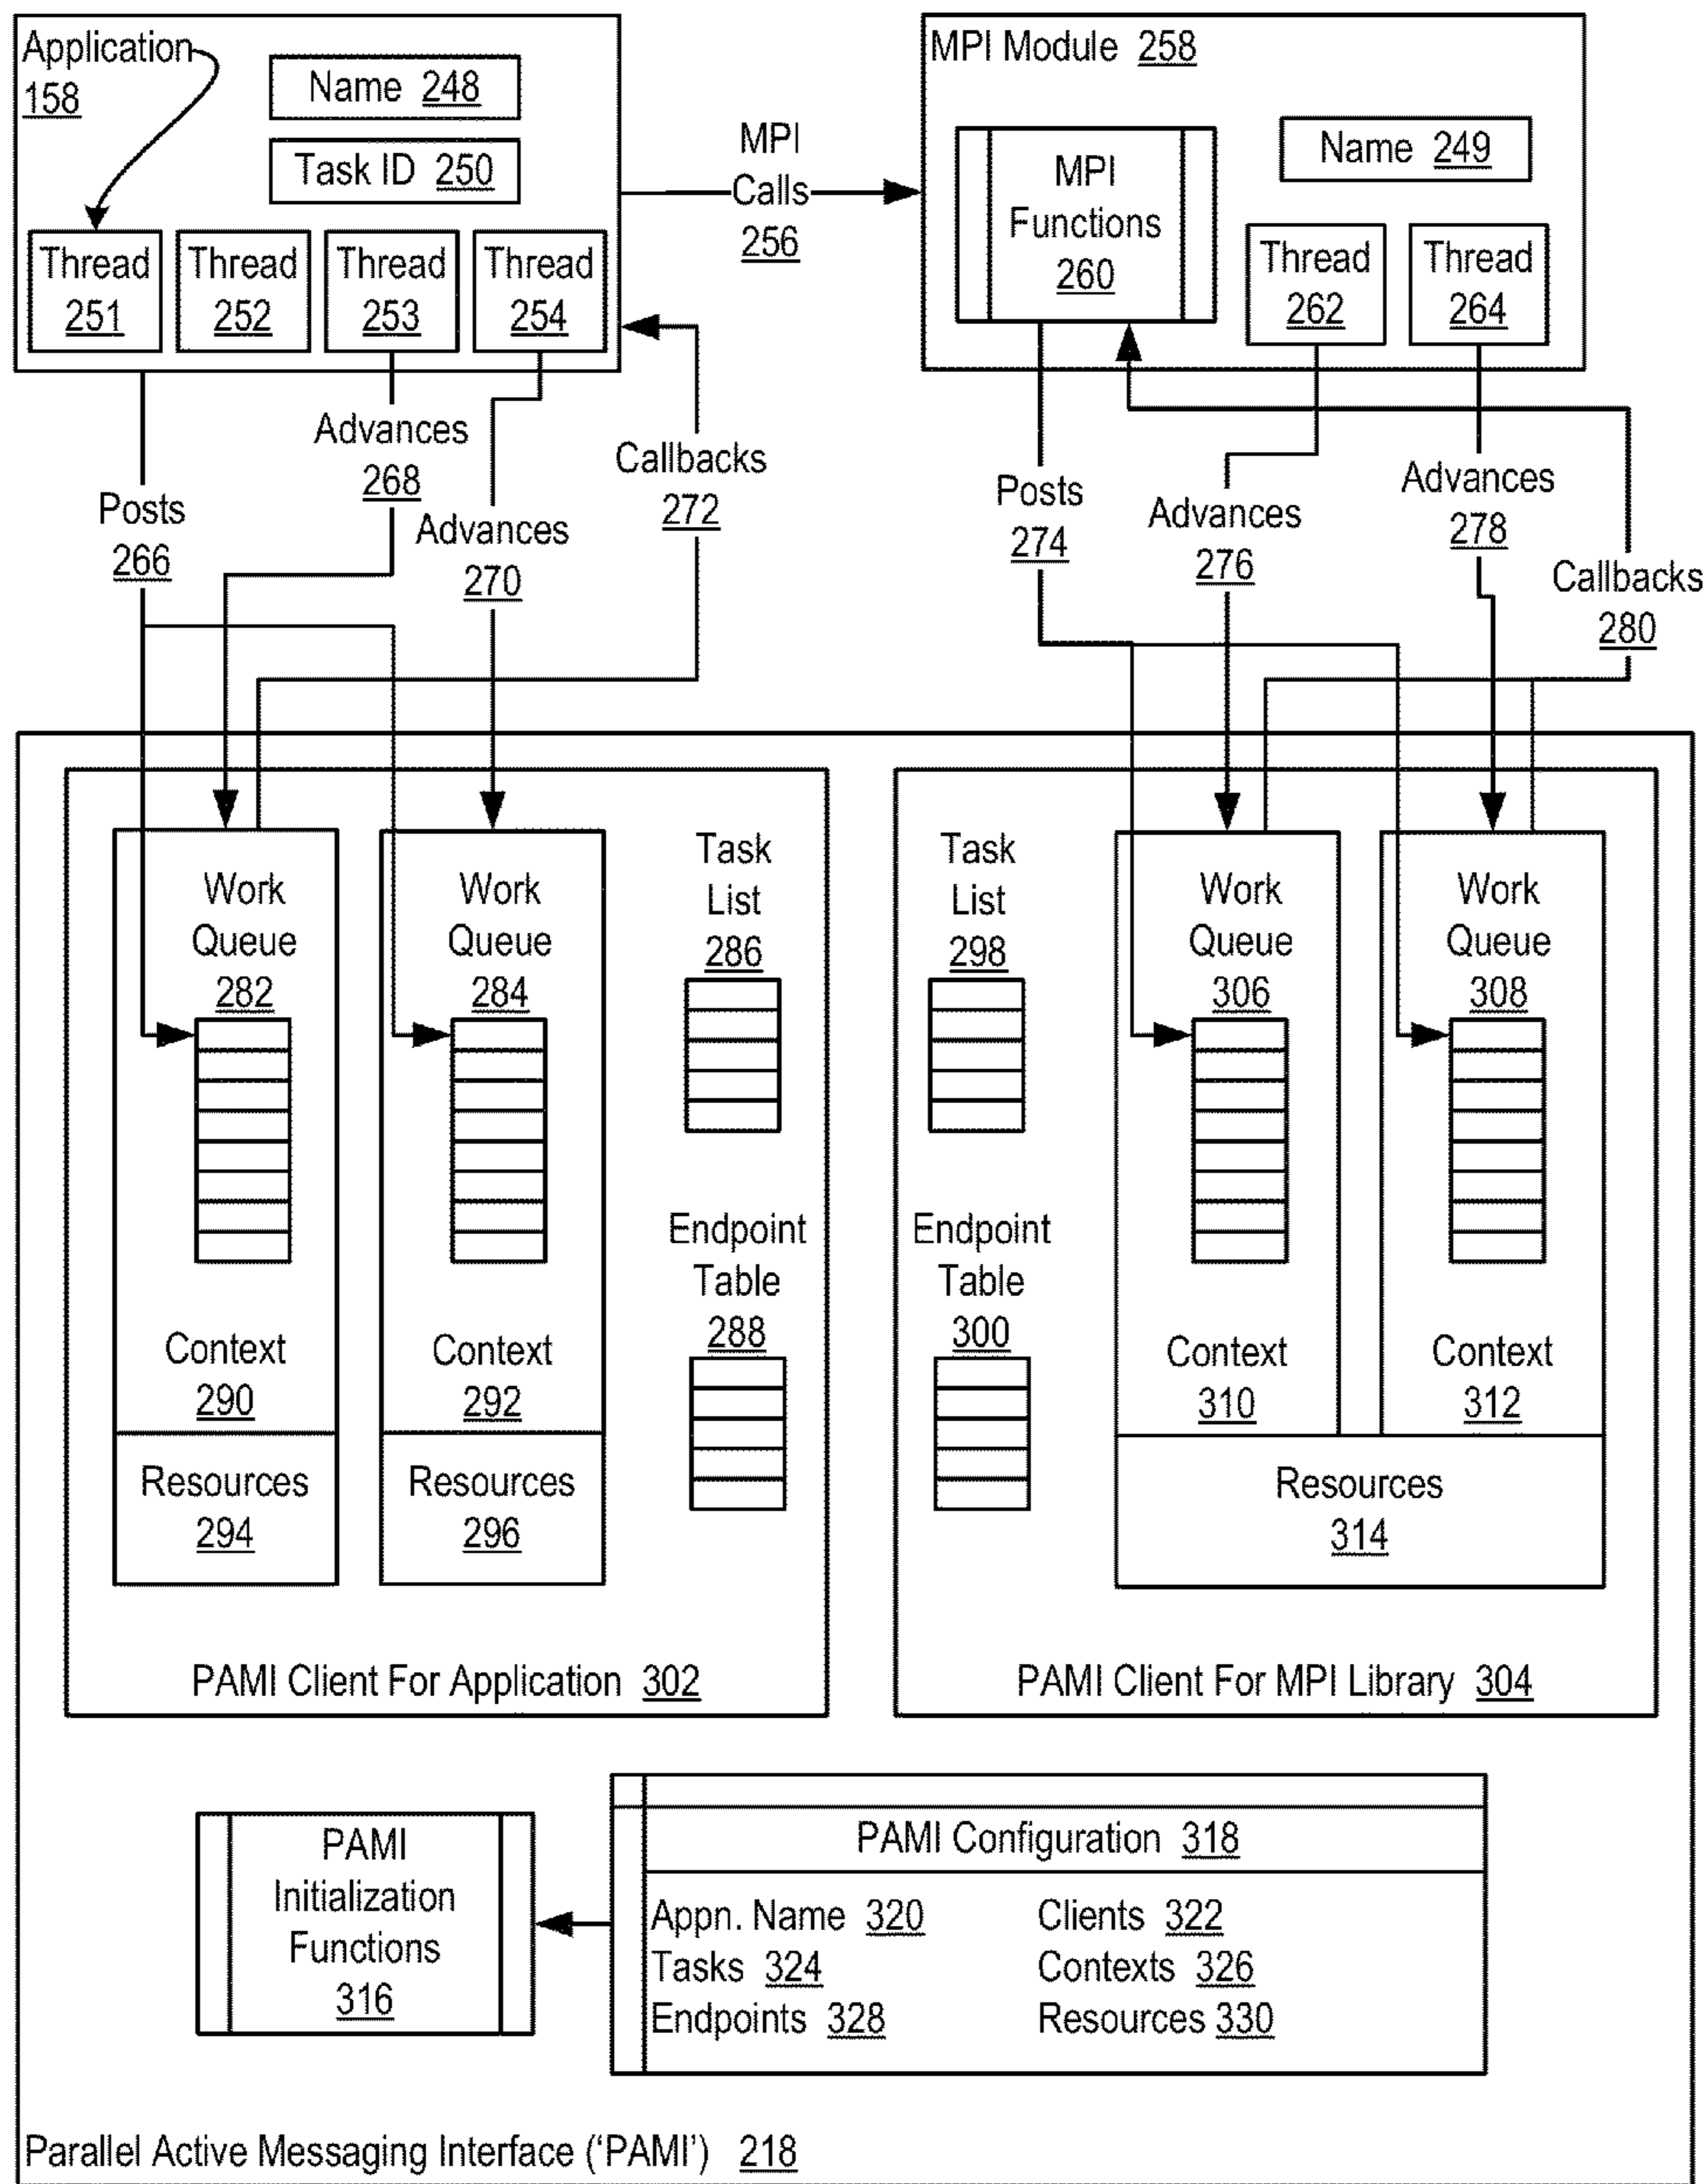 Application
158
Name 248
Task ID 250
Thread
251
Thread
252
Thread
253
Thread
254
MPI
Calls
256
MPI Module 258
MPI
Functions
260
Name 249
Thread
262
Thread
264
Posts
266
Advances
268
Advances
270
Callbacks
272
Posts
274
Advances
276
Advances
278
Callbacks
280
Work
Queue
282
Context
290
Resources
294
Work
Queue
284
Context
292
Resources
296
Task
List
286
Endpoint
Table
288
PAMI Client For Application 302
Task
List
298
Endpoint
Table
300
Work
Queue
306
Context
310
Work
Queue
308
Context
312
Resources
314
PAMI Client For MPI Library 304
PAMI
Initialization
Functions
316
PAMI Configuration 318
Appn. Name 320 Clients 322
Tasks 324 Contexts 326
Endpoints 328 Resources 330
Parallel Active Messaging Interface (‘PAMI’) 218